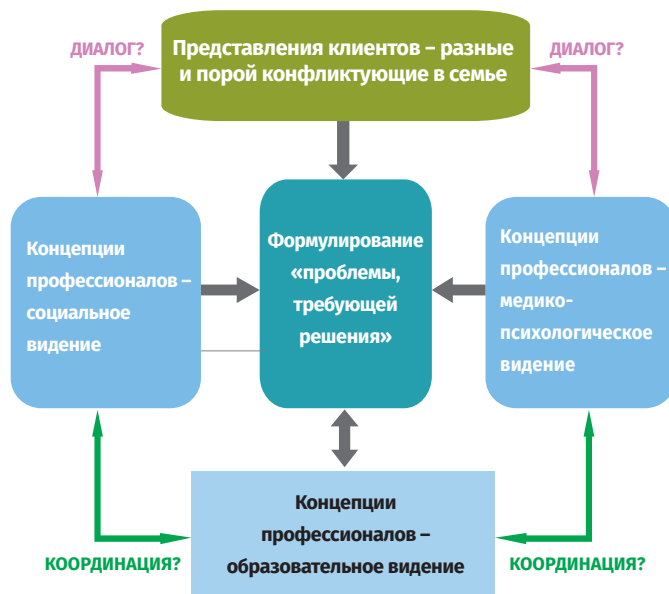 ДИАЛОГ?
Представления клиентов – разные
и порой конфликтующие в семье
ДИАЛОГ?
Концепции
профессионалов –
социальное
видение
Формулирование
«проблемы,
требующей
решения»
Концепции
профессионалов –
медико-
психологическое
видение
КООРДИНАЦИЯ?
Концепции
профессионалов –
образовательное видение
КООРДИНАЦИЯ?